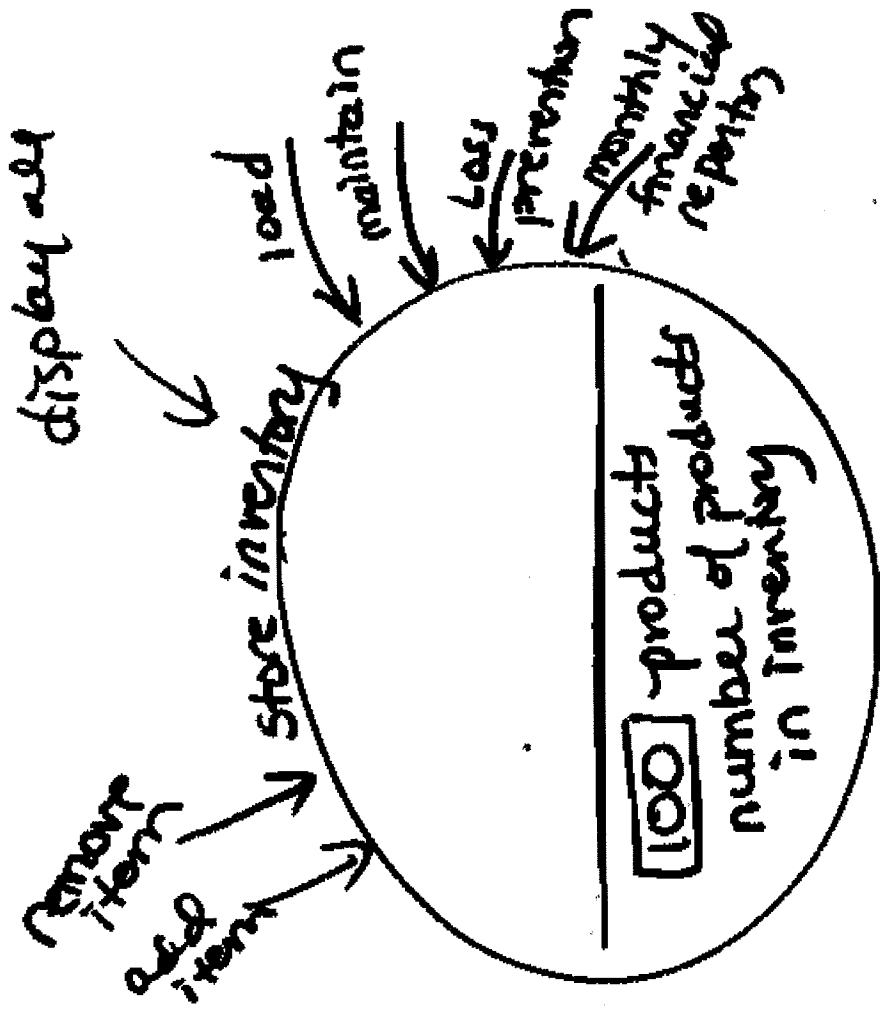 display all
remove
item
add
item
store inventory
load
maintain
Loss
prevention
monthly
financial
reporting
100 products
number of products
in inventory